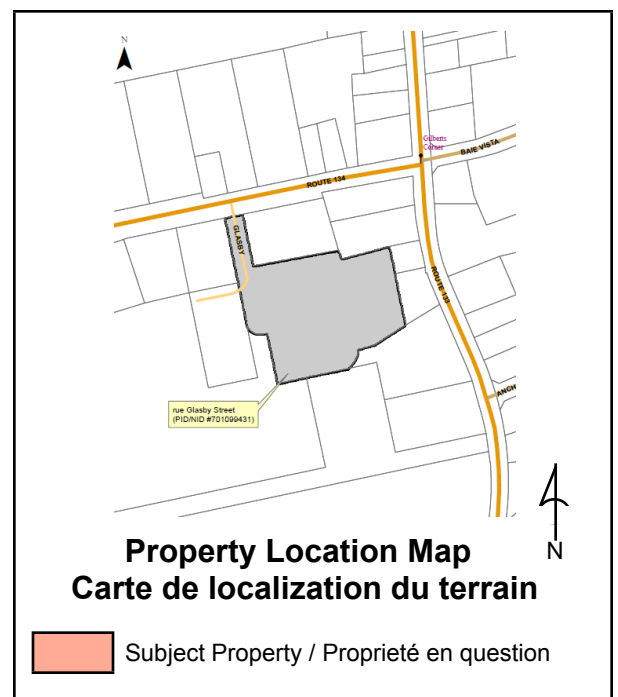 N
Gilberts
Corner
BAIE VISTA
ROUTE 134
GLASBY
ROUTE 133
ANCH
rue Glasby Street
(PID/NID #701099431)
N
Property Location Map
Carte de localization du terrain
Subject Property / Proprieté en question